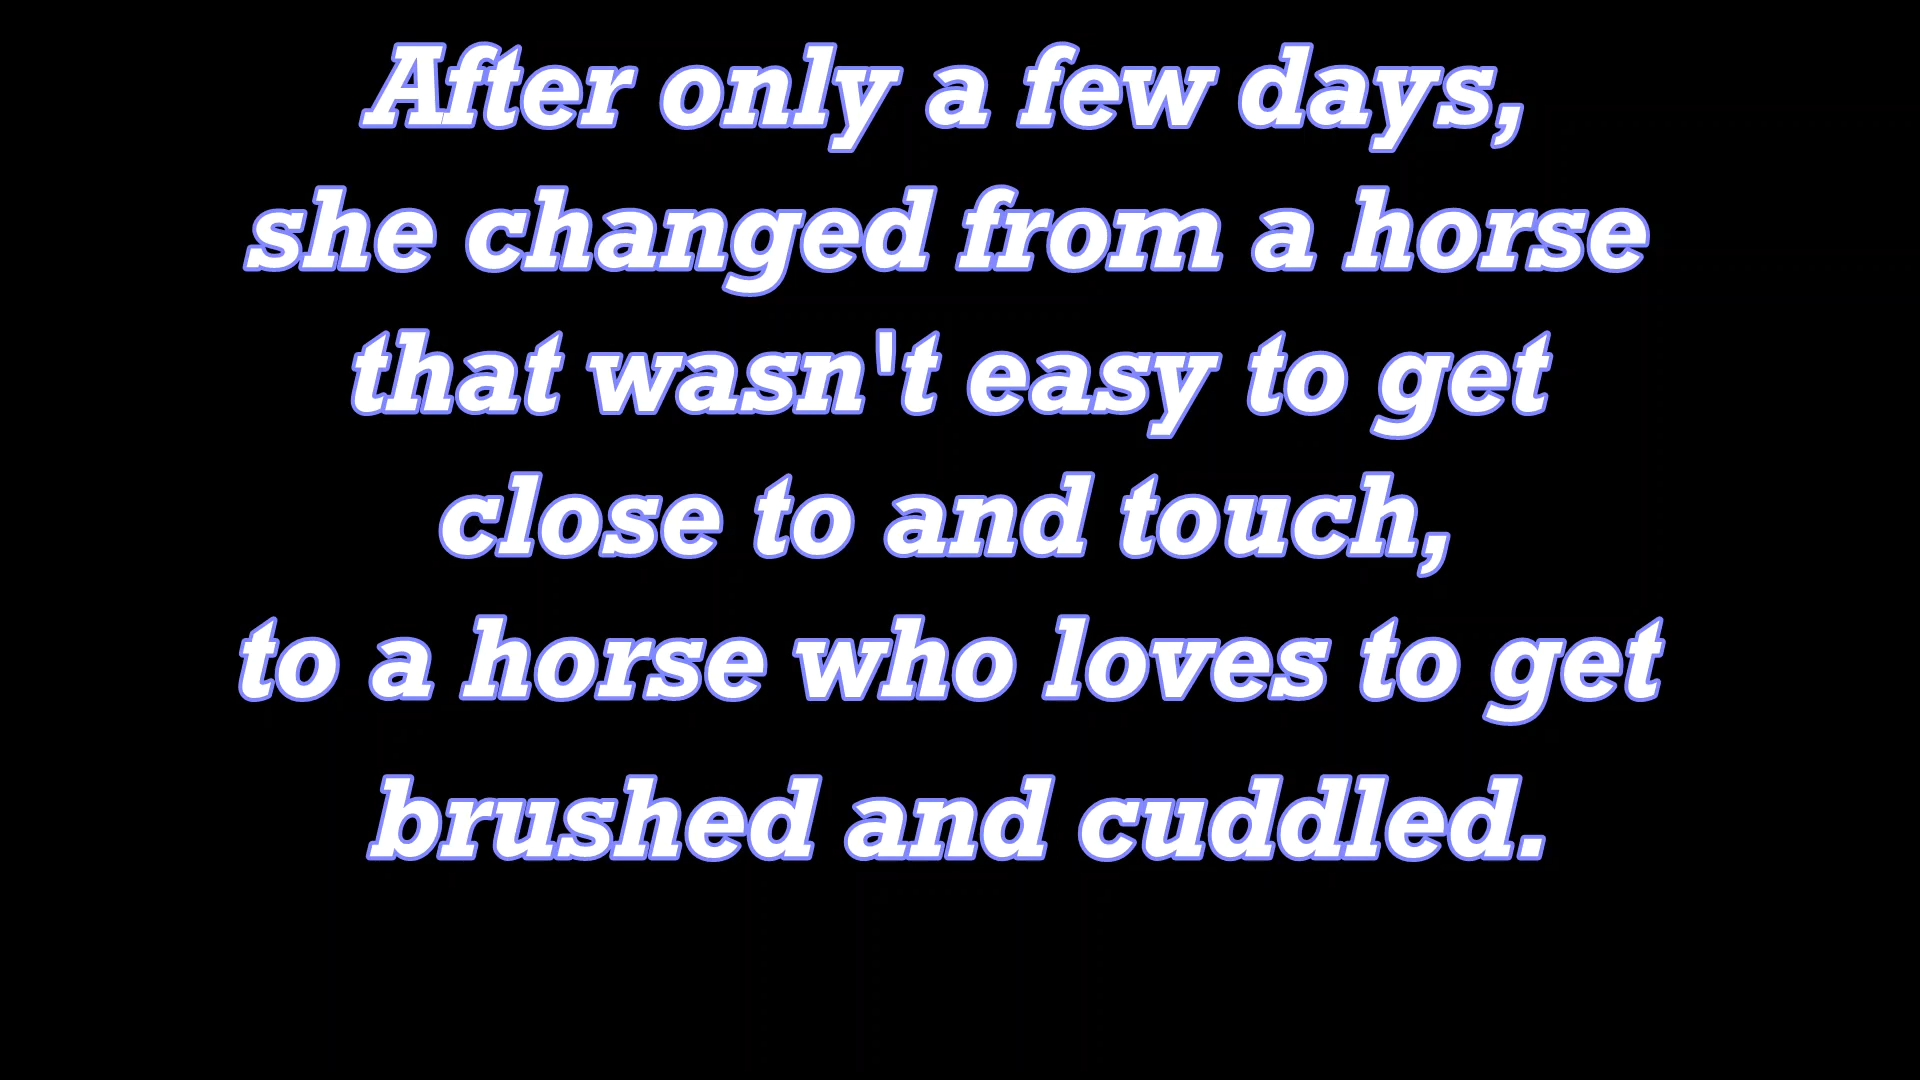 After only a few days,
she changed from a horse
that wasn't easy to get
close to and touch,
to a horse who loves to get
brushed and cuddled.